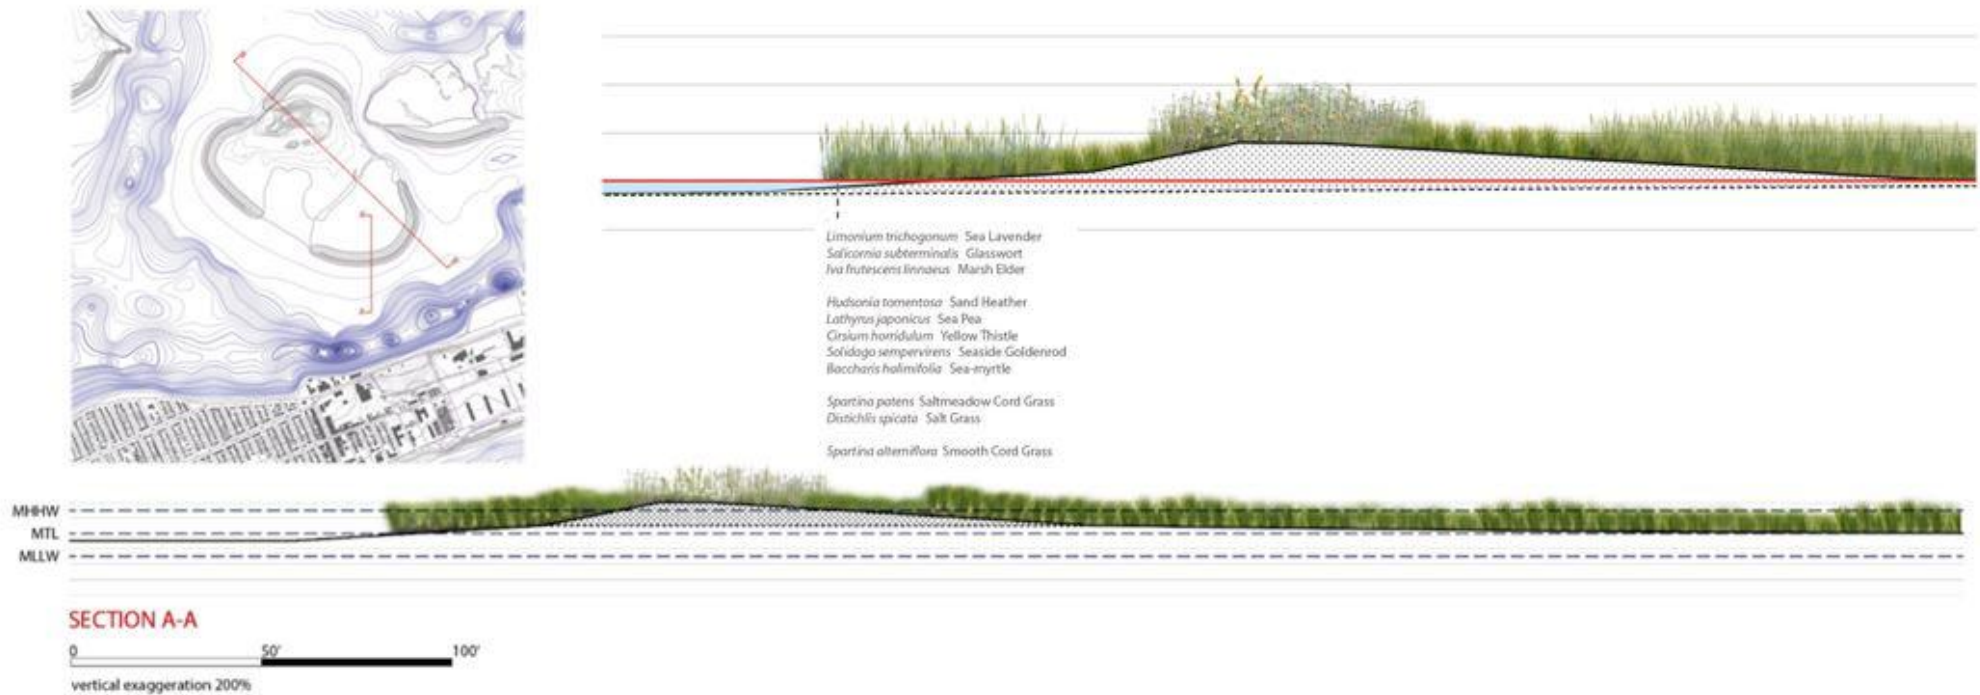 Limonium trichogonum Sea Lavender
Salicornia subterminalis Glasswort
Iva frutescens linnaeus Marsh Elder
Hudsonia tomentosa Sand Heather
Lathyrus japonicus Sea Pea
Cirsium horridulum Yellow Thistle
Solidago sempervirens Seaside Goldenrod
Baccharis halimifolia Sea-myrtle
Spartina patens Saltmeadow Cord Grass
Distichlis spicata Salt Grass
Spartina alterniflora Smooth Cord Grass
MHHW
MTL
MLLW
SECTION A-A
0 50' 100'
vertical exaggeration 200%